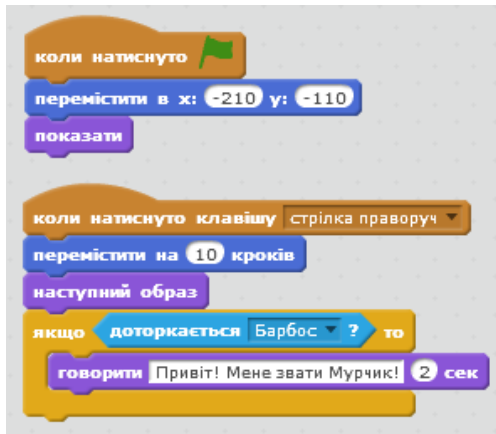 коли натиснуто
перемістити в x: -210 y: -110
показати
коли натиснуто клавішу стрілка праворуч
перемістити на 10 кроків
наступний образ
якщо доторкається Барбос ? то
говорити Привіт! Мене звати Мурчик! 2 сек